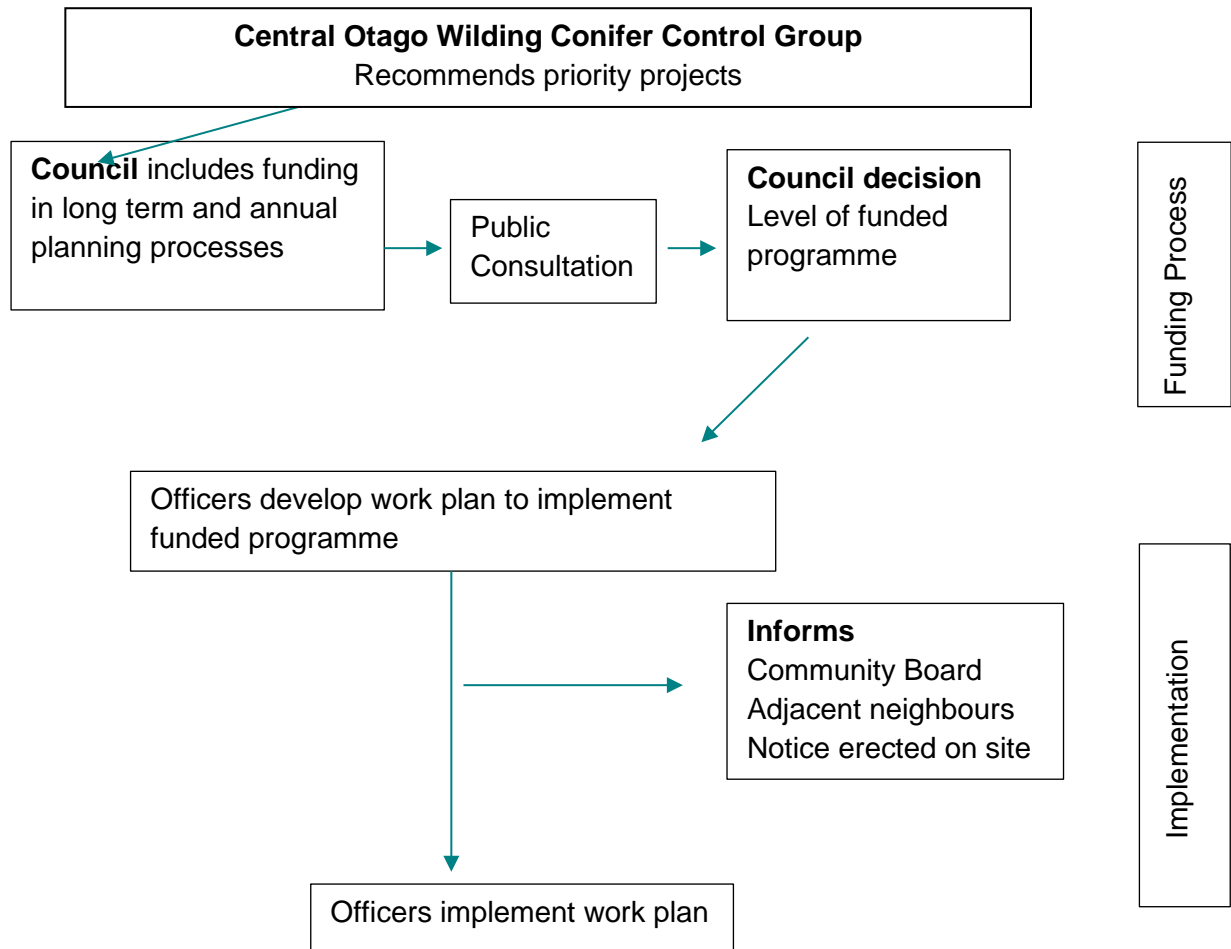 Central Otago Wilding Conifer Control Group
Recommends priority projects
Council includes funding
in long term and annual
planning processes
Public
Consultation
Council decision
Level of funded
programme
Funding Process
Officers develop work plan to implement
funded programme
Informs
Community Board
Adjacent neighbours
Notice erected on site
Implementation
Officers implement work plan